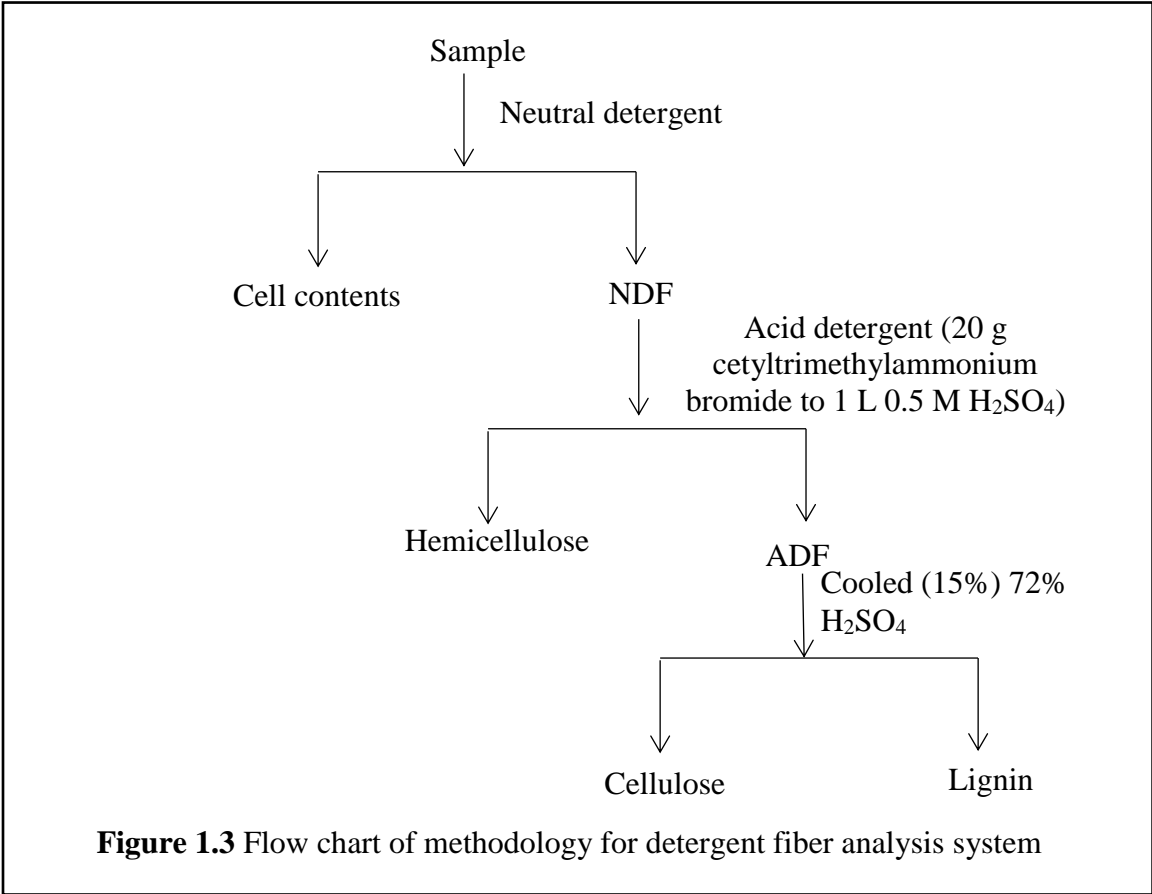 Sample
Neutral detergent
Cell contents
NDF
Acid detergent (20 g
cetyltrimethylammonium
bromide to 1 L 0.5 M H₂SO₄)
Hemicellulose
ADF
Cooled (15%) 72%
H₂SO₄
Cellulose
Lignin
Figure 1.3 Flow chart of methodology for detergent fiber analysis system